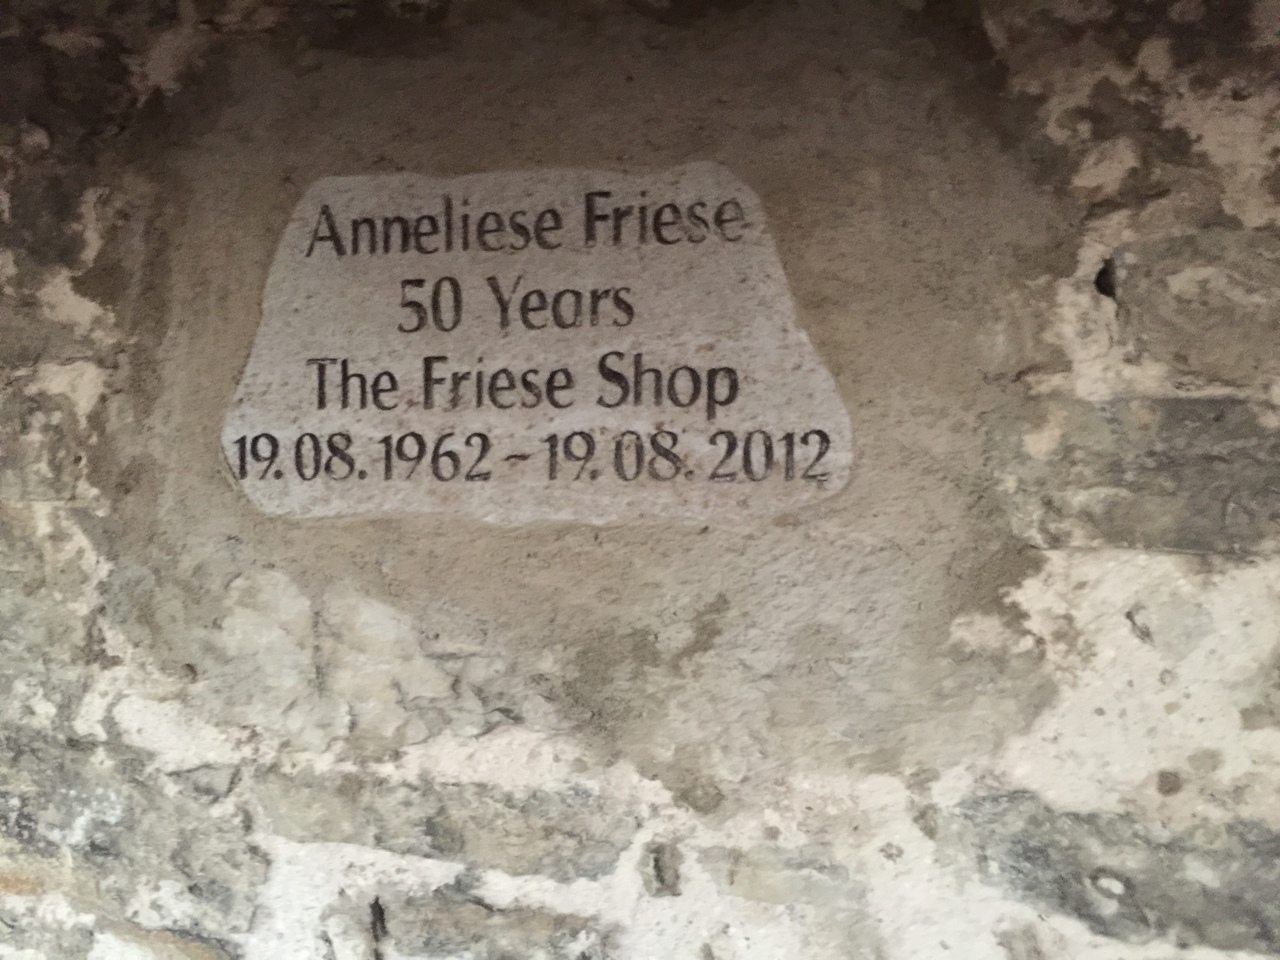 Anneliese Friese
50 Years
The Friese Shop
19.08.1962 - 19.08.2012